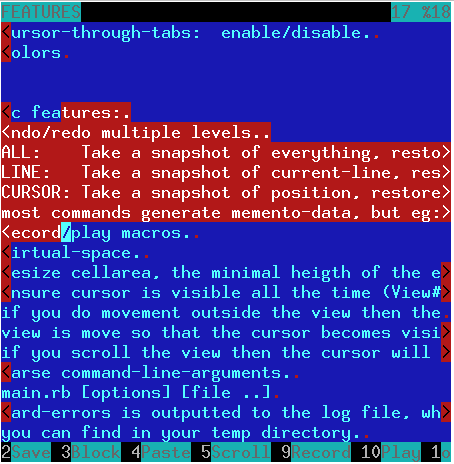 FEATURES 17 %18
<ursor-through-tabs:  enable/disable..
<olors.
<c features:.
<ndo/redo multiple levels..
ALL:    Take a snapshot of everything, resto>
LINE:   Take a snapshot of current-line, res>
CURSOR: Take a snapshot of position, restore>
most commands generate memento-data, but eg:>
<ecord/play macros..
<irtual-space..
<esize cellarea, the minimal heigth of the e>
<nsure cursor is visible all the time (View#>
if you do movement outside the view then the.
view is move so that the cursor becomes visi>
if you scroll the view then the cursor will >
<arse command-line-arguments..
main.rb [options] [file ..].
<ard-errors is outputted to the log file, wh>
you can find in your temp directory..
2Save 3Block 4Paste 5Scroll 9Record 10Play 1o